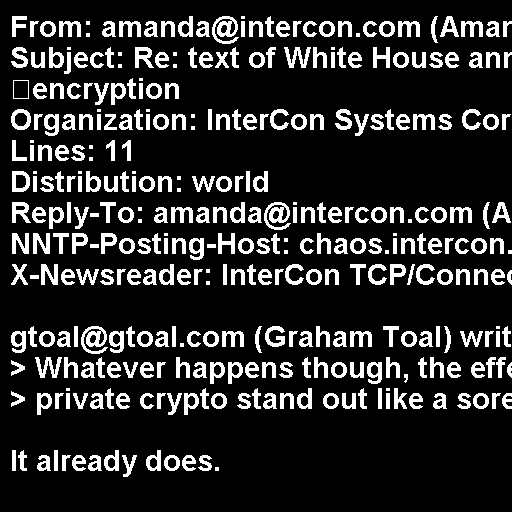 From: amanda@intercon.com (Aman
Subject: Re: text of White House ann
encryption
Organization: InterCon Systems Cor
Lines: 11
Distribution: world
Reply-To: amanda@intercon.com (A
NNTP-Posting-Host: chaos.intercon.
X-Newsreader: InterCon TCP/Connec
gtoal@gtoal.com (Graham Toal) writ
> Whatever happens though, the effe
> private crypto stand out like a sore
It already does.